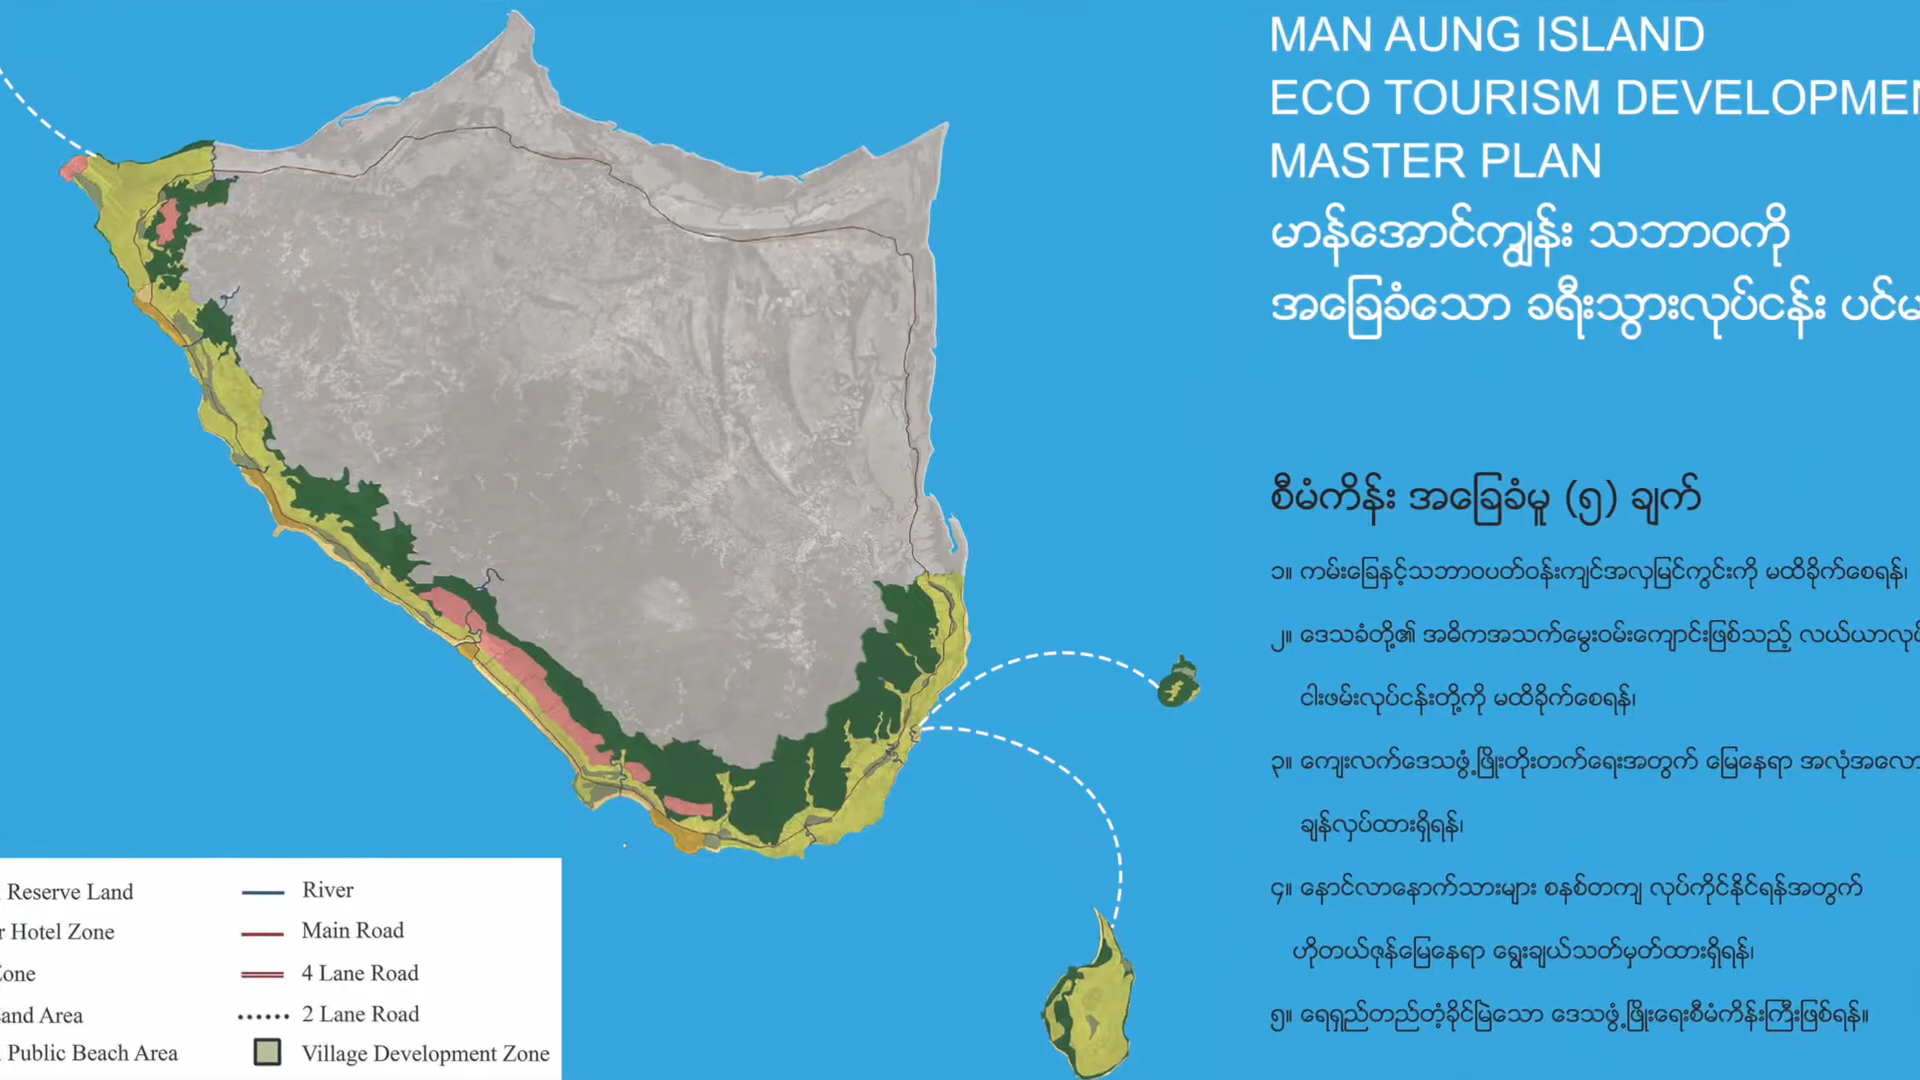 MAN AUNG ISLAND
ECO TOURISM DEVELOPMEN
MASTER PLAN
မာန်အောင်ကျွန်း သဘာဝကို
အခြေခံသော ခရီးသွားလုပ်ငန်း ပင်မ
စီမံကိန်း အခြေခံမူ (၅) ချက်
၁။ ကမ်းခြေနှင့်သဘာဝပတ်ဝန်းကျင်အလှမြင်ကွင်းကို မထိခိုက်စေရန်၊
၂။ ဒေသခံတို့၏ အဓိကအသက်မွေးဝမ်းကျောင်းဖြစ်သည့် လယ်ယာလုပ်
ငါးဖမ်းလုပ်ငန်းတို့ကို မထိခိုက်စေရန်၊
၃။ ကျေးလက်ဒေသဖွံ့ဖြိုးတိုးတက်ရေးအတွက် မြေနေရာ အလုံအလော
ချန်လှပ်ထားရှိရန်၊
၄။ နောင်လာနောက်သားများ စနစ်တကျ လုပ်ကိုင်နိုင်ရန်အတွက်
ဟိုတယ်ဇုန်မြေနေရာ ရွေးချယ်သတ်မှတ်ထားရှိရန်၊
၅။ ရေရှည်တည်တံ့ခိုင်မြဲသော ဒေသဖွံ့ဖြိုးရေးစီမံကိန်းကြီးဖြစ်ရန်။
Reserve Land
r Hotel Zone
Zone
and Area
Public Beach Area
River
Main Road
4 Lane Road
2 Lane Road
Village Development Zone